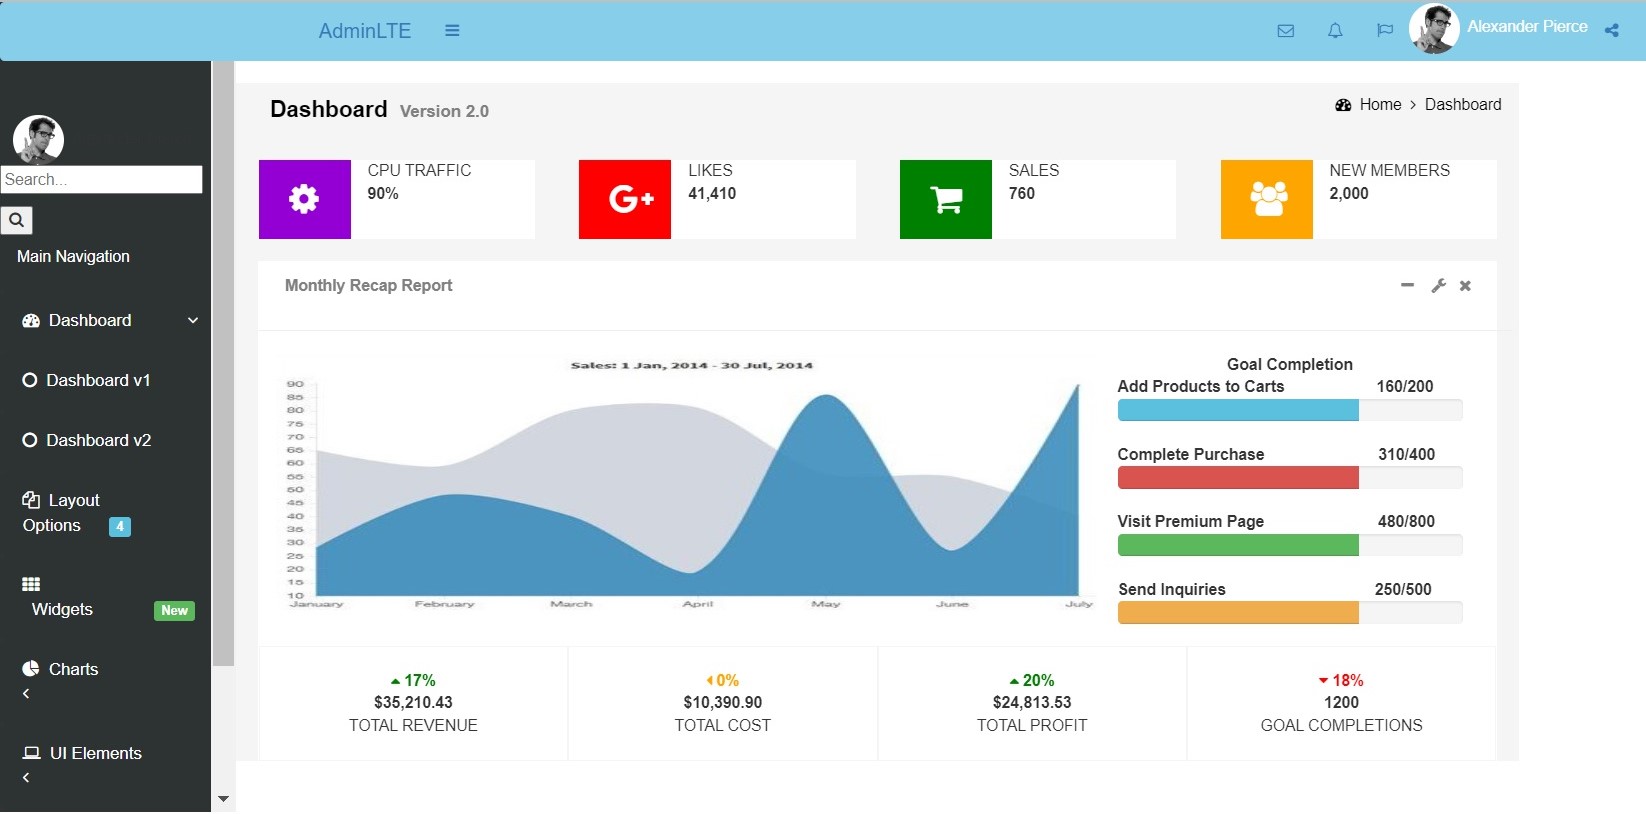 AdminLTE
Alexander Pierce
Search...
Main Navigation
Dashboard
Dashboard v1
Dashboard v2
Layout
Options 4
Widgets New
Charts
UI Elements
Dashboard Version 2.0
Home > Dashboard
CPU TRAFFIC
90%
LIKES
41,410
SALES
760
NEW MEMBERS
2,000
Monthly Recap Report
Sales: 1 Jan, 2014 - 30 Jul, 2014
90
85
80
75
70
65
60
55
50
45
40
35
30
25
20
15
10
January February March April May June July
Goal Completion
Add Products to Carts 160/200
Complete Purchase 310/400
Visit Premium Page 480/800
Send Inquiries 250/500
17%
$35,210.43
TOTAL REVENUE
0%
$10,390.90
TOTAL COST
20%
$24,813.53
TOTAL PROFIT
18%
1200
GOAL COMPLETIONS